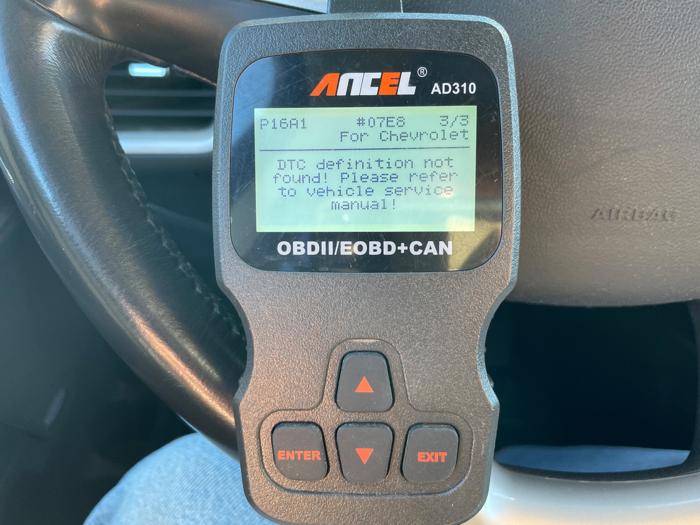 ANCEL®
AD310
P16A1 #07E8 3/3
For Chevrolet
DTC definition not
found! Please refer
to vehicle service
manual!
OBDII/EOBD+CAN
ENTER
EXIT
AIRBAG